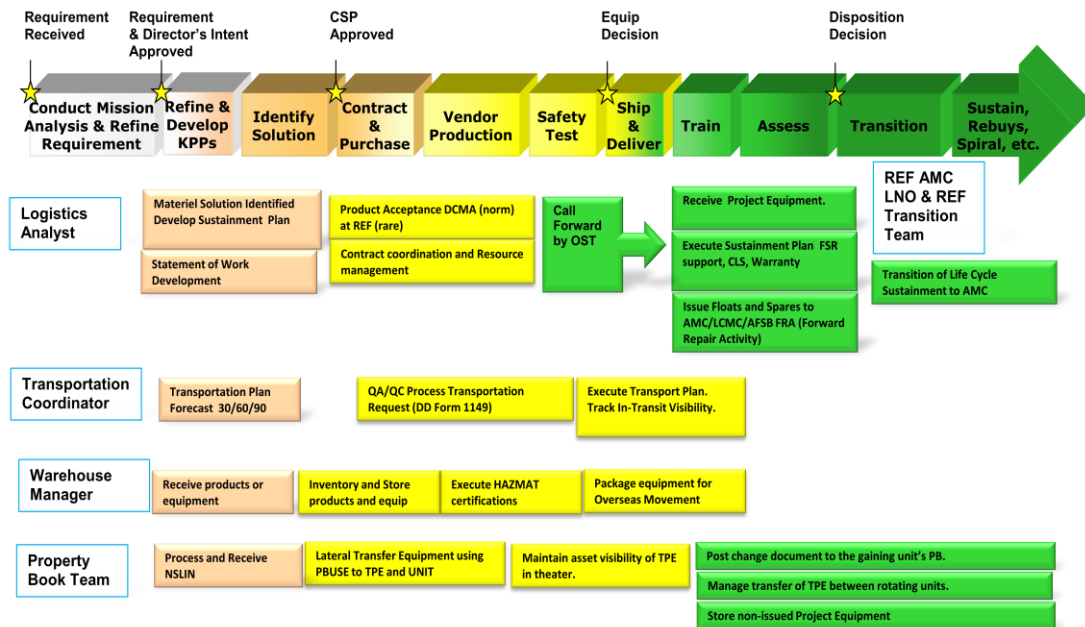 Requirement
Received
Requirement
& Director's Intent
Approved
CSP
Approved
Equip
Decision
Disposition
Decision
Conduct Mission
Analysis & Refine
Requirement
Refine &
Develop
KPPs
Identify
Solution
Contract
&
Purchase
Vendor
Production
Safety
Test
Ship
&
Deliver
Train
Assess
Transition
Sustain,
Rebuys,
Spiral, etc.
Logistics
Analyst
Materiel Solution Identified
Develop Sustainment Plan
Statement of Work
Development
Product Acceptance DCMA (norm)
at REF (rare)
Contract coordination and Resource
management
Call
Forward
by OST
Receive Project Equipment.
Execute Sustainment Plan FSR
support, CLS, Warranty
Issue Floats and Spares to
AMC/LCMC/AFSB FRA (Forward
Repair Activity)
REF AMC
LNO & REF
Transition
Team
Transition of Life Cycle
Sustainment to AMC
Transportation
Coordinator
Transportation Plan
Forecast 30/60/90
QA/QC Process Transportation
Request (DD Form 1149)
Execute Transport Plan.
Track In-Transit Visibility.
Warehouse
Manager
Receive products or
equipment
Inventory and Store
products and equip
Execute HAZMAT
certifications
Package equipment for
Overseas Movement
Property
Book Team
Process and Receive
NSLIN
Lateral Transfer Equipment using
PBUSE to TPE and UNIT
Maintain asset visibility of TPE
in theater.
Post change document to the gaining unit's PB.
Manage transfer of TPE between rotating units.
Store non-issued Project Equipment